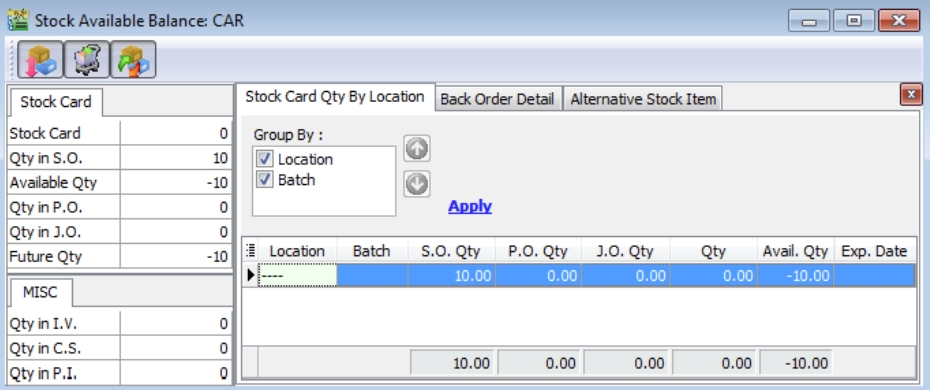 Stock Available Balance: CAR
Stock Card
Stock Card 0
Qty in S.O. 10
Available Qty -10
Qty in P.O. 0
Qty in J.O. 0
Future Qty -10
MISC
Qty in I.V. 0
Qty in C.S. 0
Qty in P.I. 0
Stock Card Qty By Location Back Order Detail Alternative Stock Item
Group By :
Location
Batch
Apply
Location Batch S.O. Qty P.O. Qty J.O. Qty Qty Avail. Qty Exp. Date
---- 10.00 0.00 0.00 0.00 -10.00
10.00 0.00 0.00 0.00 -10.00